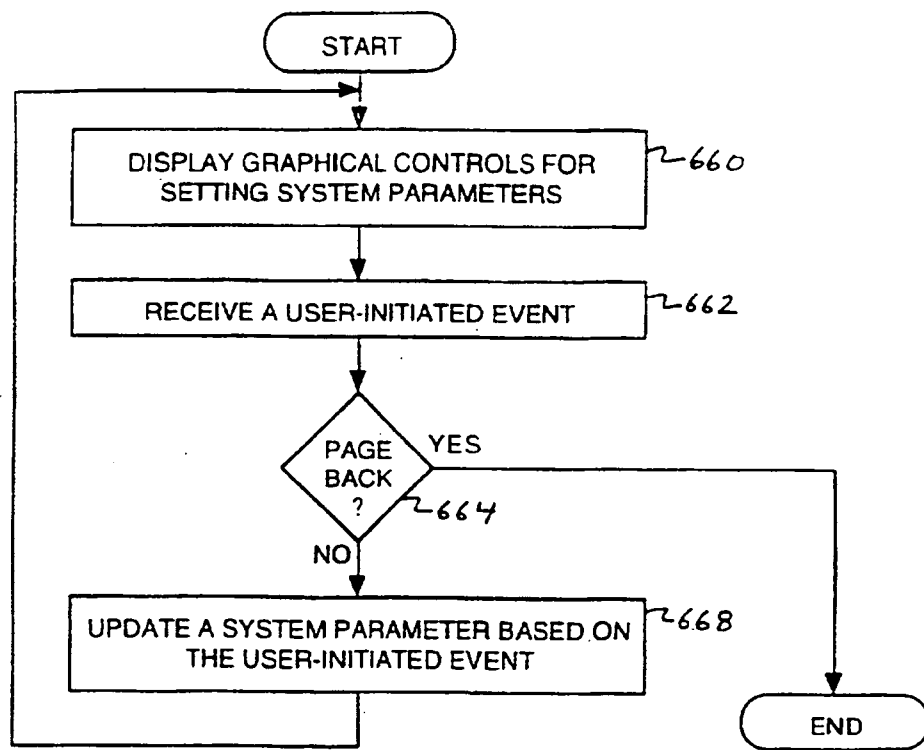 START
DISPLAY GRAPHICAL CONTROLS FOR
SETTING SYSTEM PARAMETERS
660
RECEIVE A USER-INITIATED EVENT
662
PAGE
BACK
?
YES
664
NO
UPDATE A SYSTEM PARAMETER BASED ON
THE USER-INITIATED EVENT
668
END